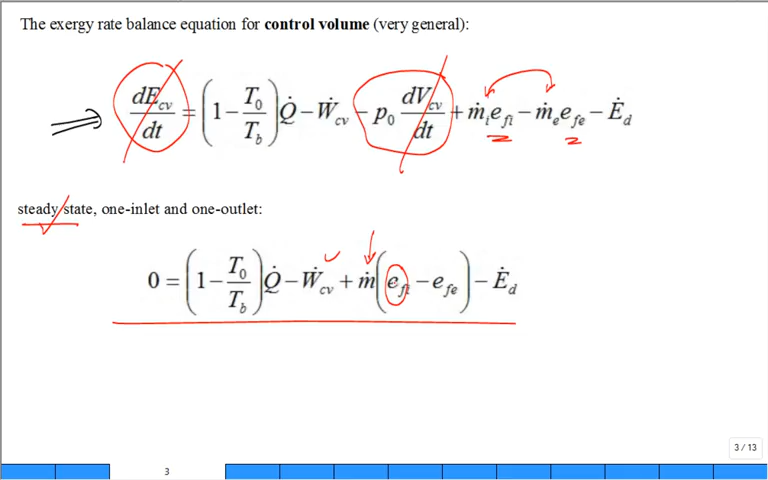 The exergy rate balance equation for control volume (very general):
dE_cv/dt = (1 − T_0/T_b) Q̇ − Ẇ_cv − p_0 dV_cv/dt + ṁ_i e_fi − ṁ_e e_fe − Ė_d
steady state, one-inlet and one-outlet:
0 = (1 − T_0/T_b) Q̇ − Ẇ_cv + ṁ (e_fi − e_fe) − Ė_d
3 / 13
3